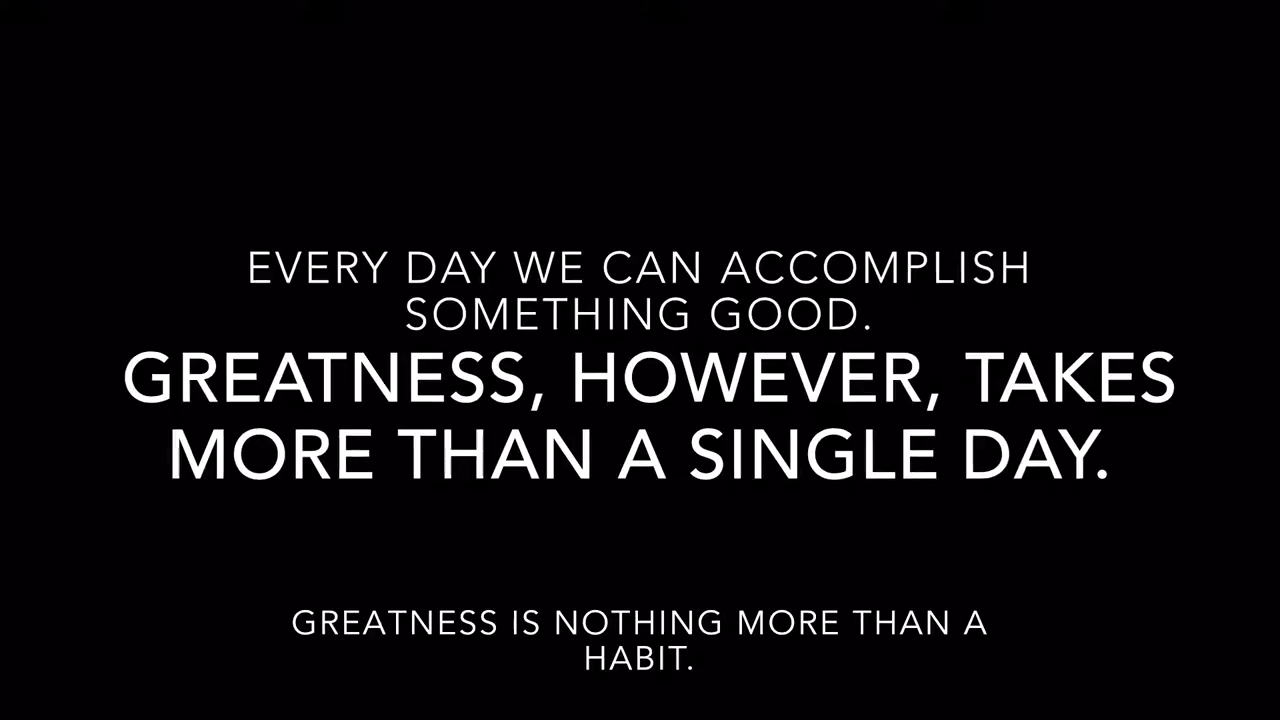 EVERY DAY WE CAN ACCOMPLISH
SOMETHING GOOD.
GREATNESS, HOWEVER, TAKES
MORE THAN A SINGLE DAY.
GREATNESS IS NOTHING MORE THAN A
HABIT.